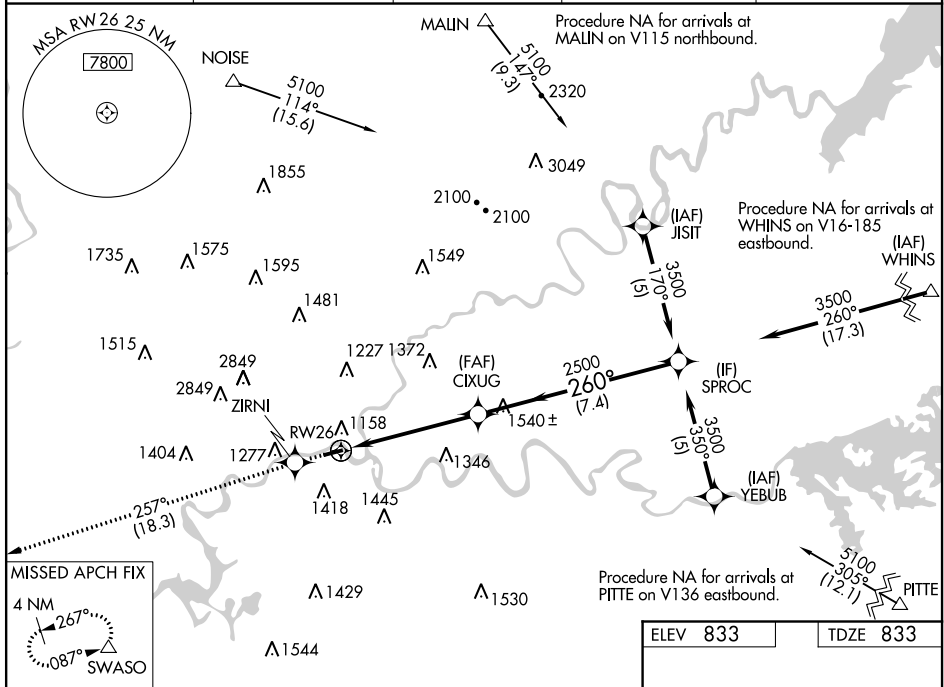 MSA RW 26 25 NM
7800
NOISE
5100
114°
(15.6)
MALIN
5100
147°
(9.3)
Procedure NA for arrivals at
MALIN on V115 northbound.
2320
3049
1855
2100
2100
(IAF)
JISIT
Procedure NA for arrivals at
WHINS on V16-185
eastbound.
(IAF)
WHINS
1735
1575
1595
1549
3500
170°
(5)
3500
260°
(17.3)
1481
1515
2849
2849
1227
1372
(FAF)
CIXUG
2500
260°
(7.4)
(IF)
SPROC
ZIRNI
RW26
1158
1540 ±
1404
1277
1346
3500
350°
(5)
(IAF)
YEBUB
1418
1445
257°
(18.3)
MISSED APCH FIX
4 NM
267°
087°
SWASO
1429
1530
1544
Procedure NA for arrivals at
PITTE on V136 eastbound.
5100
305°
(12.1)
PITTE
ELEV 833
TDZE 833